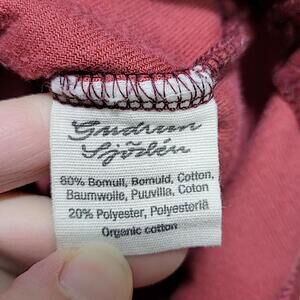 Gudrun
Sjödén
80% Bomull, Bomuld, Cotton,
Baumwolle, Puuvilla, Coton
20% Polyester, Polyesteriä
Organic cotton